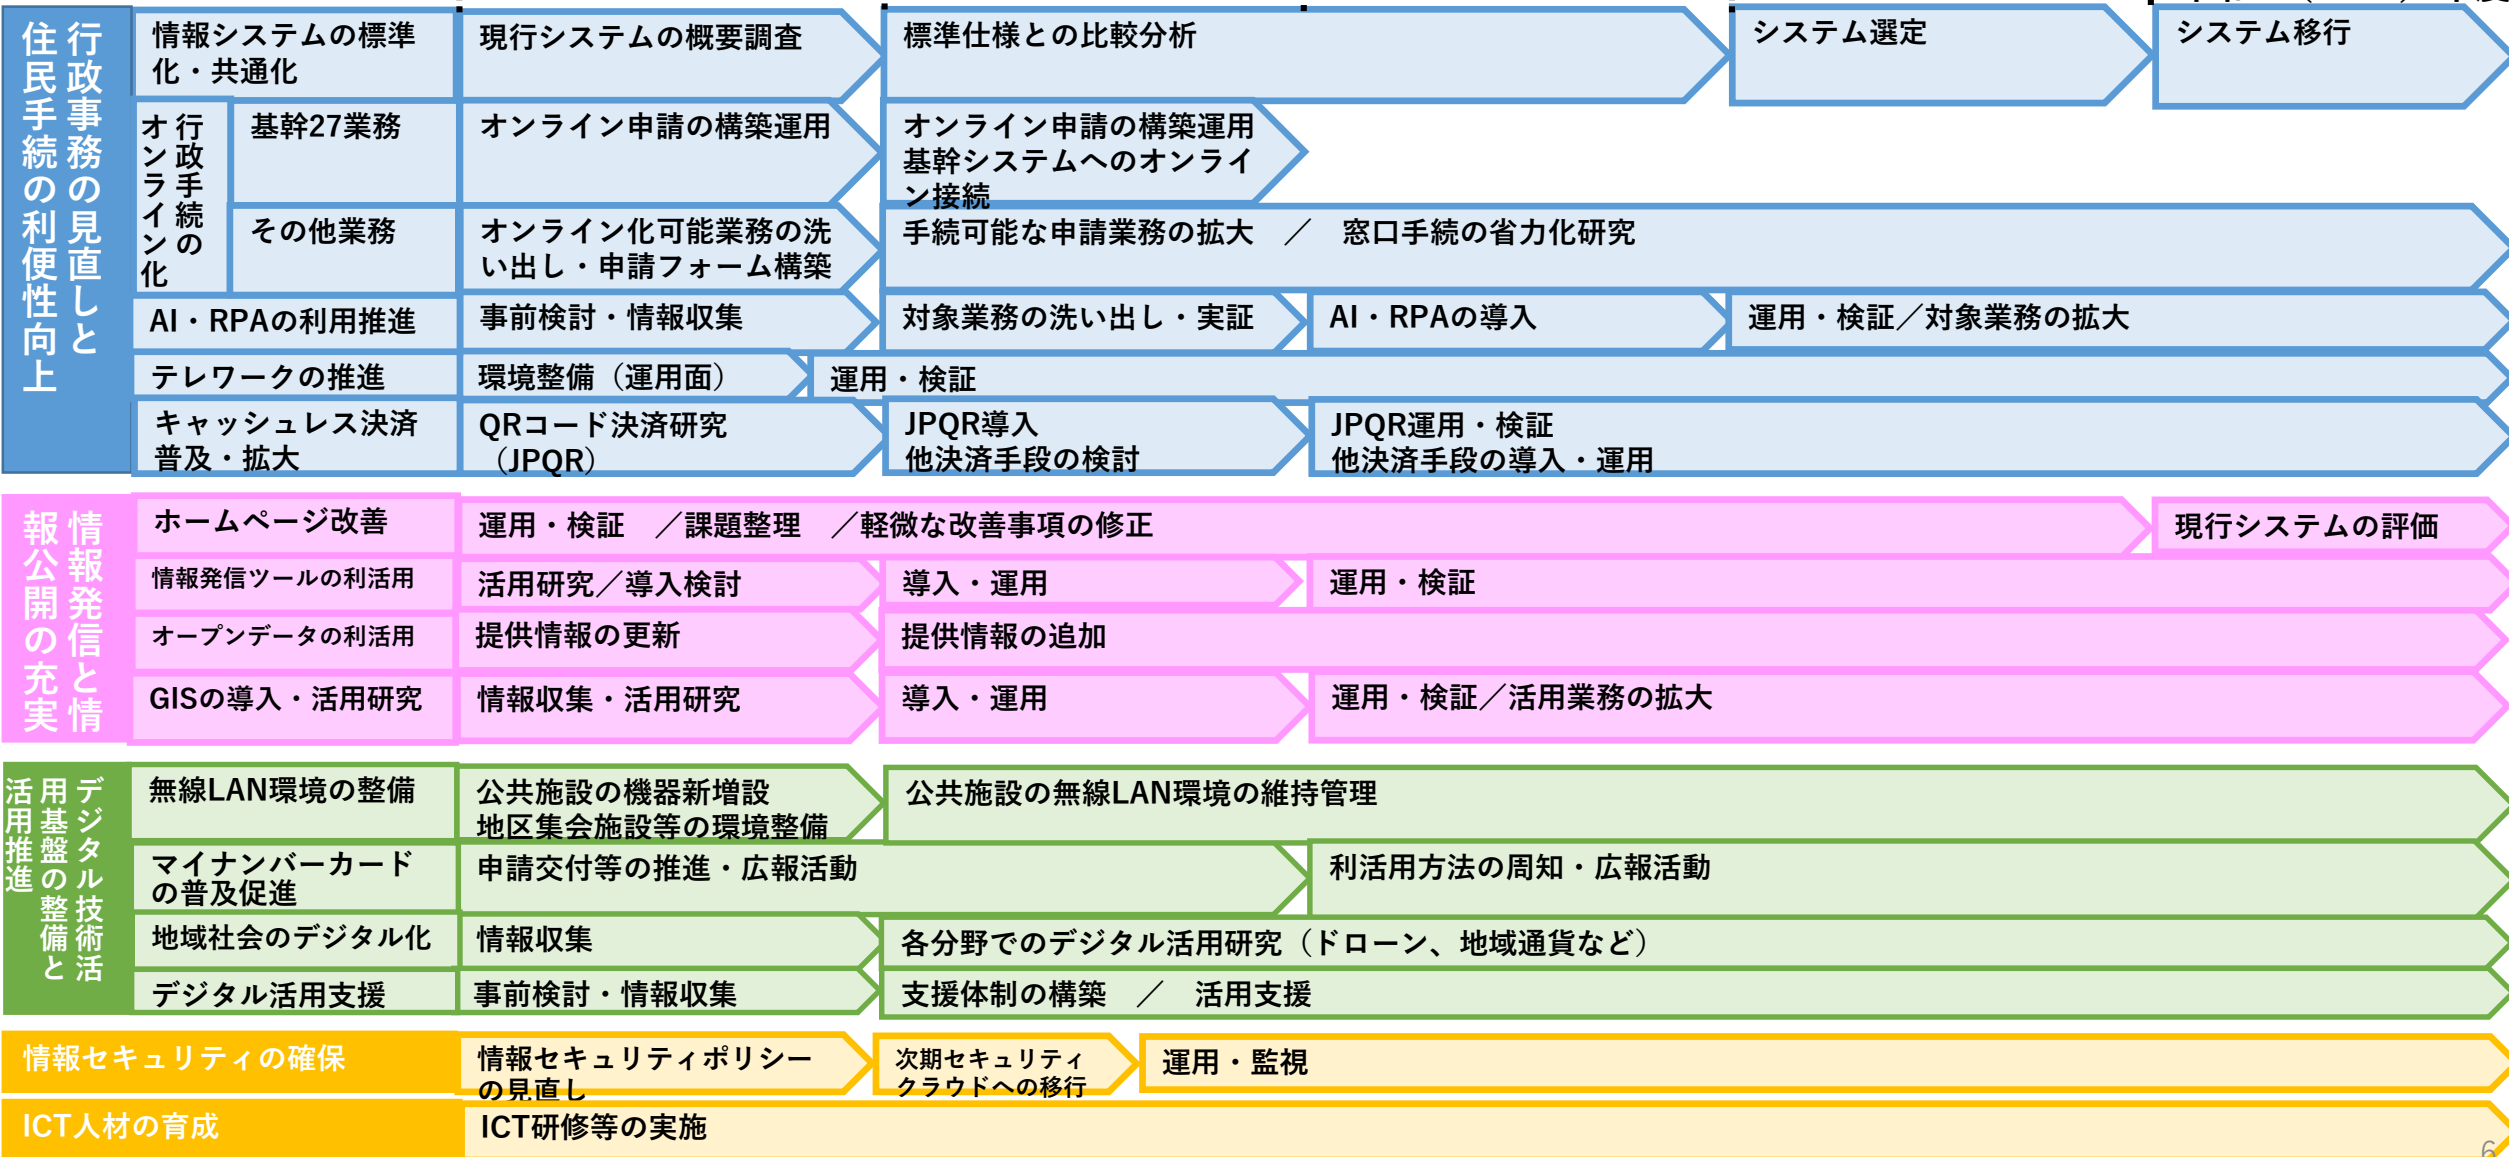 行政事務の見直しと
住民手続の利便性向上
情報システムの標準
化・共通化
現行システムの概要調査
標準仕様との比較分析
システム選定
システム移行
行政手続の
オンライン化
基幹27業務
オンライン申請の構築運用
オンライン申請の構築運用
基幹システムへのオンライ
ン接続
その他業務
オンライン化可能業務の洗
い出し・申請フォーム構築
手続可能な申請業務の拡大　／　窓口手続の省力化研究
AI・RPAの利用推進
事前検討・情報収集
対象業務の洗い出し・実証
AI・RPAの導入
運用・検証／対象業務の拡大
テレワークの推進
環境整備（運用面）
運用・検証
キャッシュレス決済
普及・拡大
QRコード決済研究
（JPQR）
JPQR導入
他決済手段の検討
JPQR運用・検証
他決済手段の導入・運用
情報発信と情
報公開の充実
ホームページ改善
運用・検証　／課題整理　／軽微な改善事項の修正
現行システムの評価
情報発信ツールの利活用
活用研究／導入検討
導入・運用
運用・検証
オープンデータの利活用
提供情報の更新
提供情報の追加
GISの導入・活用研究
情報収集・活用研究
導入・運用
運用・検証／活用業務の拡大
デジタル技術活
用基盤の整備と
活用推進
無線LAN環境の整備
公共施設の機器新増設
地区集会施設等の環境整備
公共施設の無線LAN環境の維持管理
マイナンバーカード
の普及促進
申請交付等の推進・広報活動
利活用方法の周知・広報活動
地域社会のデジタル化
情報収集
各分野でのデジタル活用研究（ドローン、地域通貨など）
デジタル活用支援
事前検討・情報収集
支援体制の構築　／　活用支援
情報セキュリティの確保
情報セキュリティポリシー
の見直し
次期セキュリティ
クラウドへの移行
運用・監視
ICT人材の育成
ICT研修等の実施
6